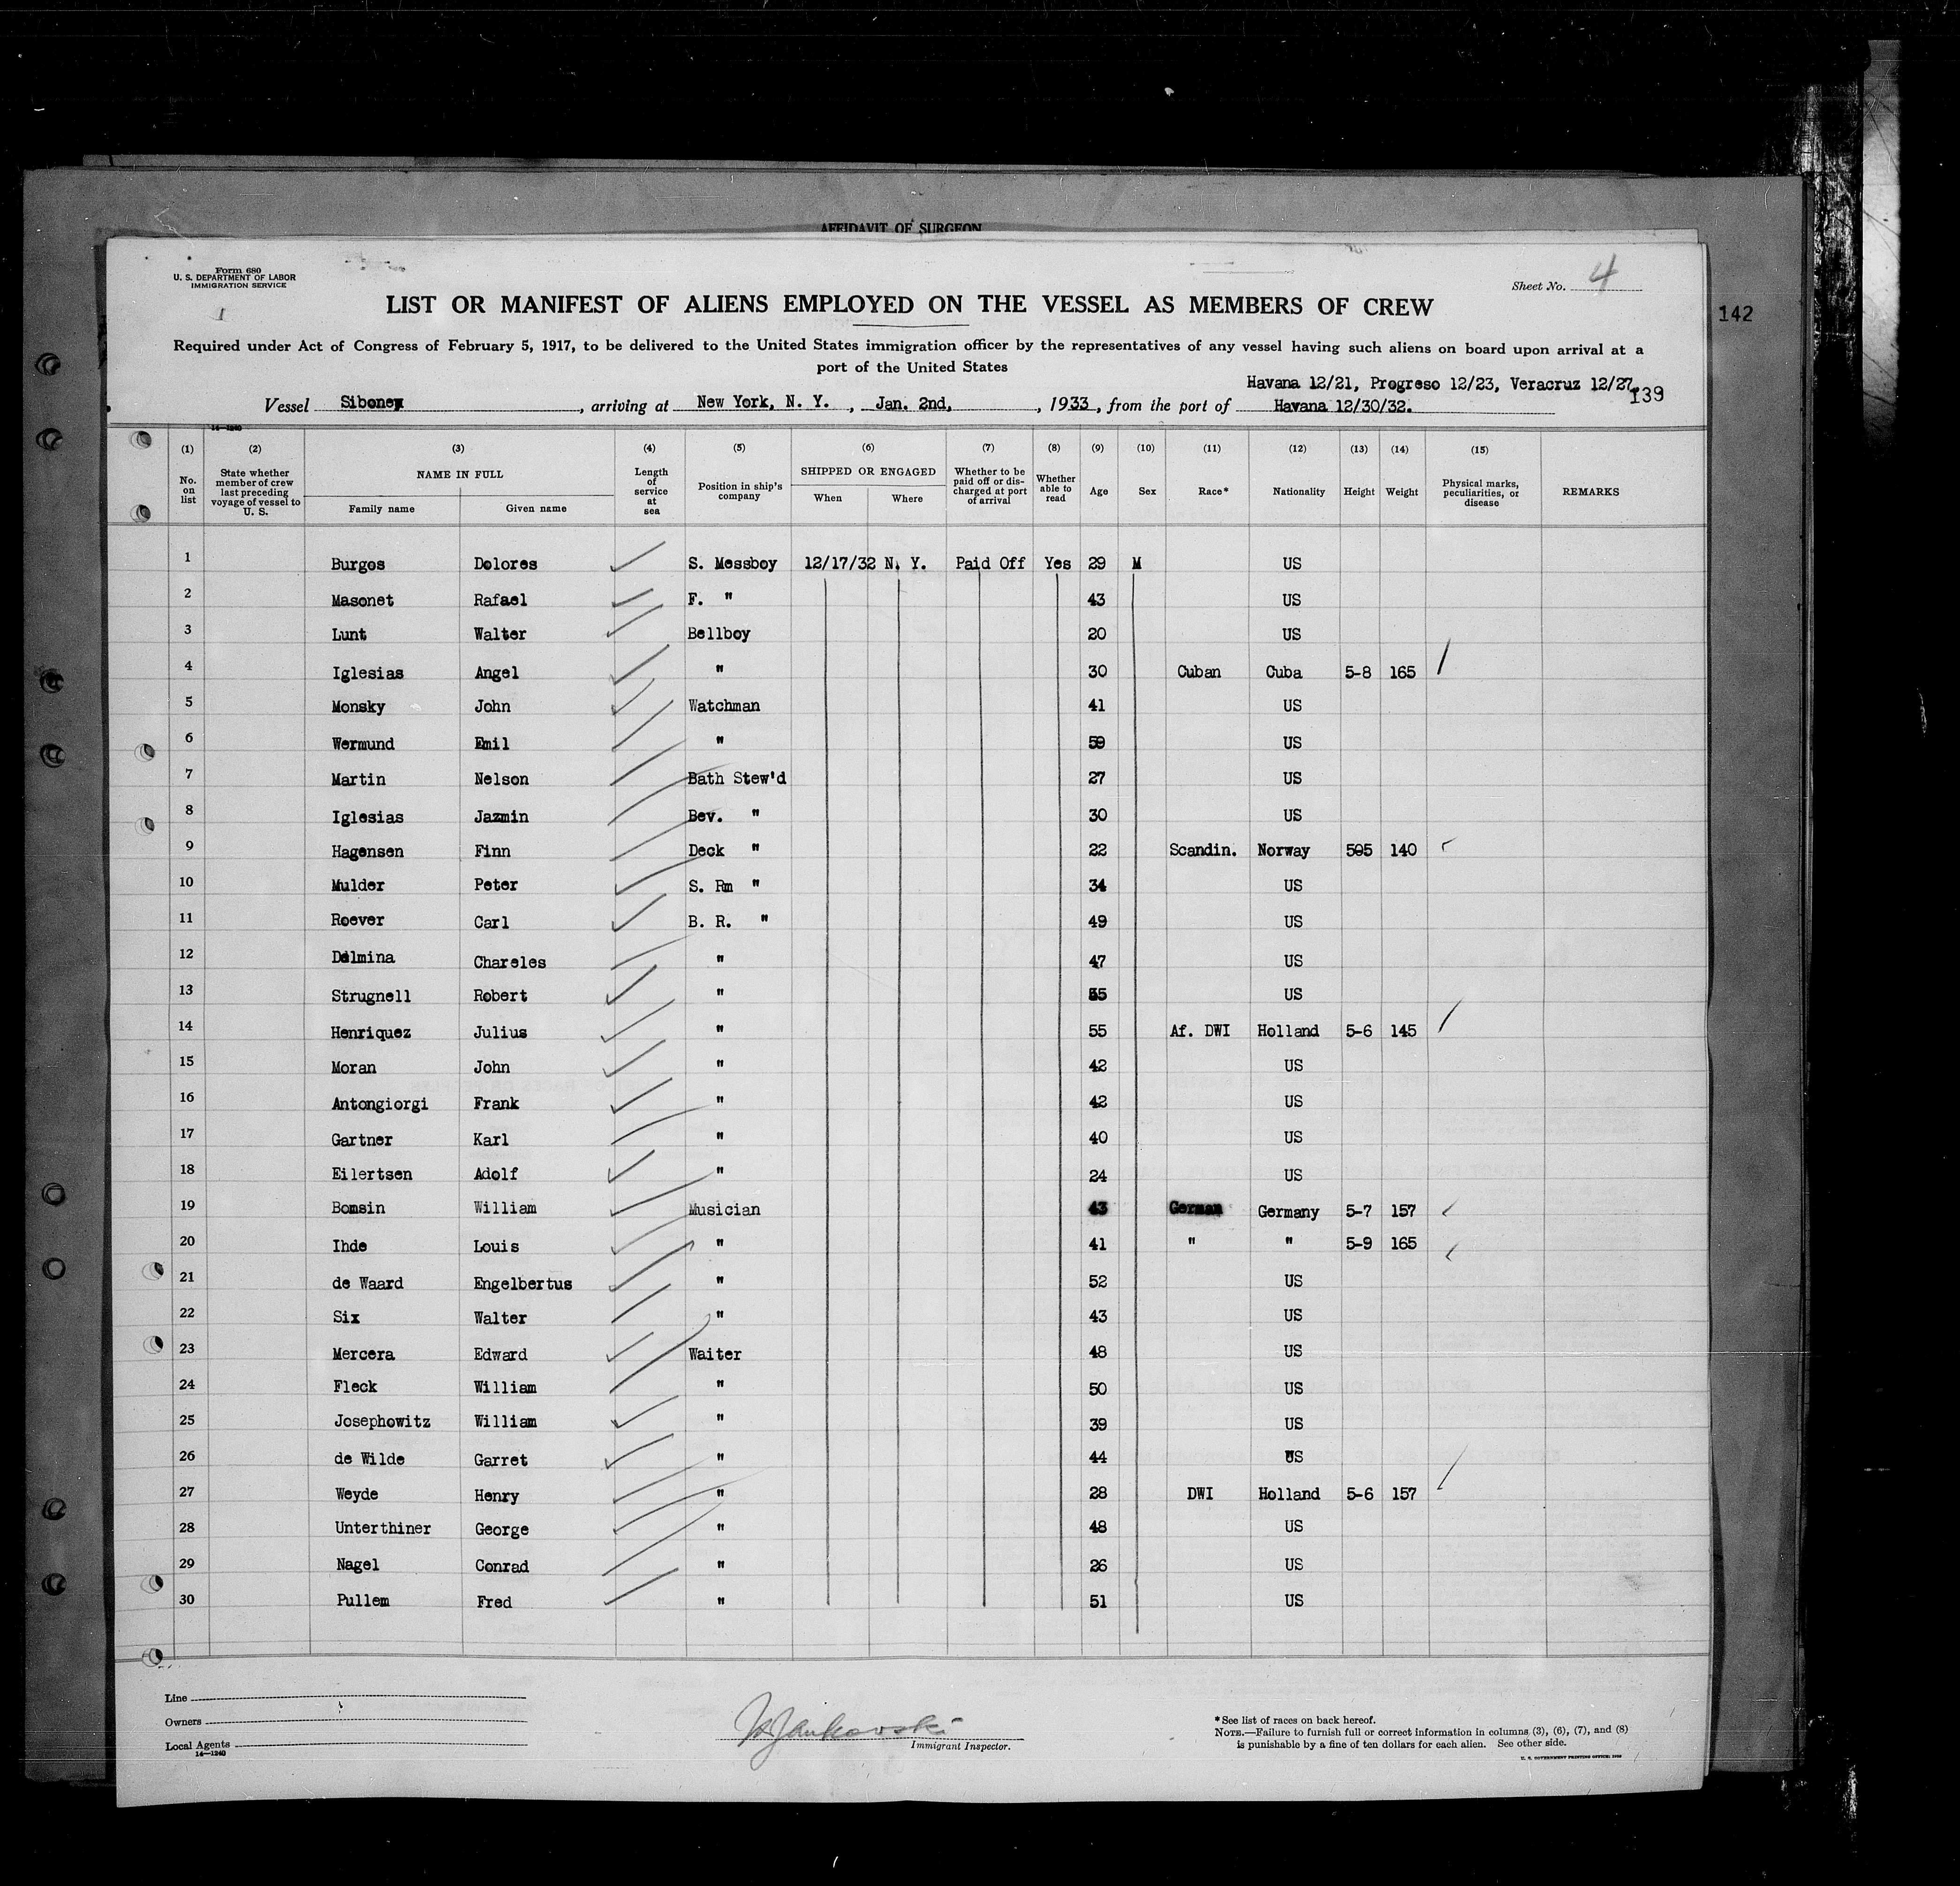 AFFIDAVIT OF SURGEON
Form 680
U. S. DEPARTMENT OF LABOR
IMMIGRATION SERVICE
Sheet No. 4
LIST OR MANIFEST OF ALIENS EMPLOYED ON THE VESSEL AS MEMBERS OF CREW
142
Required under Act of Congress of February 5, 1917, to be delivered to the United States immigration officer by the representatives of any vessel having such aliens on board upon arrival at a
port of the United States
Havana 12/21, Progreso 12/23, Veracruz 12/27,
139
Vessel Siboney, arriving at New York, N. Y., Jan. 2nd, , 1933, from the port of Havana 12/30/32.
14—1240
(1) (2) (3) (4) (5) (6) (7) (8) (9) (10) (11) (12) (13) (14) (15)
No. on list State whether member of crew last preceding voyage of vessel to U. S. NAME IN FULL Family name Given name Length of service at sea Position in ship's company SHIPPED OR ENGAGED When Where Whether to be paid off or discharged at port of arrival Whether able to read Age Sex Race* Nationality Height Weight Physical marks, peculiarities, or disease REMARKS
1 Burgos Dolores S. Messboy 12/17/32 N. Y. Paid Off Yes 29 M US
2 Masonet Rafael F. " 43 US
3 Lunt Walter Bellboy 20 US
4 Iglesias Angel " 30 Cuban Cuba 5-8 165
5 Monsky John Watchman 41 US
6 Wermund Emil " 59 US
7 Martin Nelson Bath Stew'd 27 US
8 Iglesias Jazmin Bev. " 30 US
9 Hagensen Finn Deck " 22 Scandin. Norway 505 140
10 Mulder Peter S. Rm " 34 US
11 Roever Carl B. R. " 49 US
12 Delmina Chareles " 47 US
13 Strugnell Robert " 35 US
14 Henriquez Julius " 55 Af. DWI Holland 5-6 145
15 Moran John " 42 US
16 Antongiorgi Frank " 42 US
17 Gartner Karl " 40 US
18 Eilertsen Adolf " 24 US
19 Bomsin William Musician 43 German Germany 5-7 157
20 Ihde Louis " 41 " " 5-9 165
21 de Waard Engelbertus " 52 US
22 Six Walter " 43 US
23 Mercera Edward Waiter 48 US
24 Fleck William " 50 US
25 Josephowitz William " 39 US
26 de Wilde Garret " 44 US
27 Weyde Henry " 28 DWI Holland 5-6 157
28 Unterthiner George " 48 US
29 Nagel Conrad " 26 US
30 Pullem Fred " 51 US
Line
Owners
Local Agents
14—1240
Jankovski
Immigrant Inspector.
*See list of races on back hereof.
NOTE.—Failure to furnish full or correct information in columns (3), (6), (7), and (8)
is punishable by a fine of ten dollars for each alien. See other side.